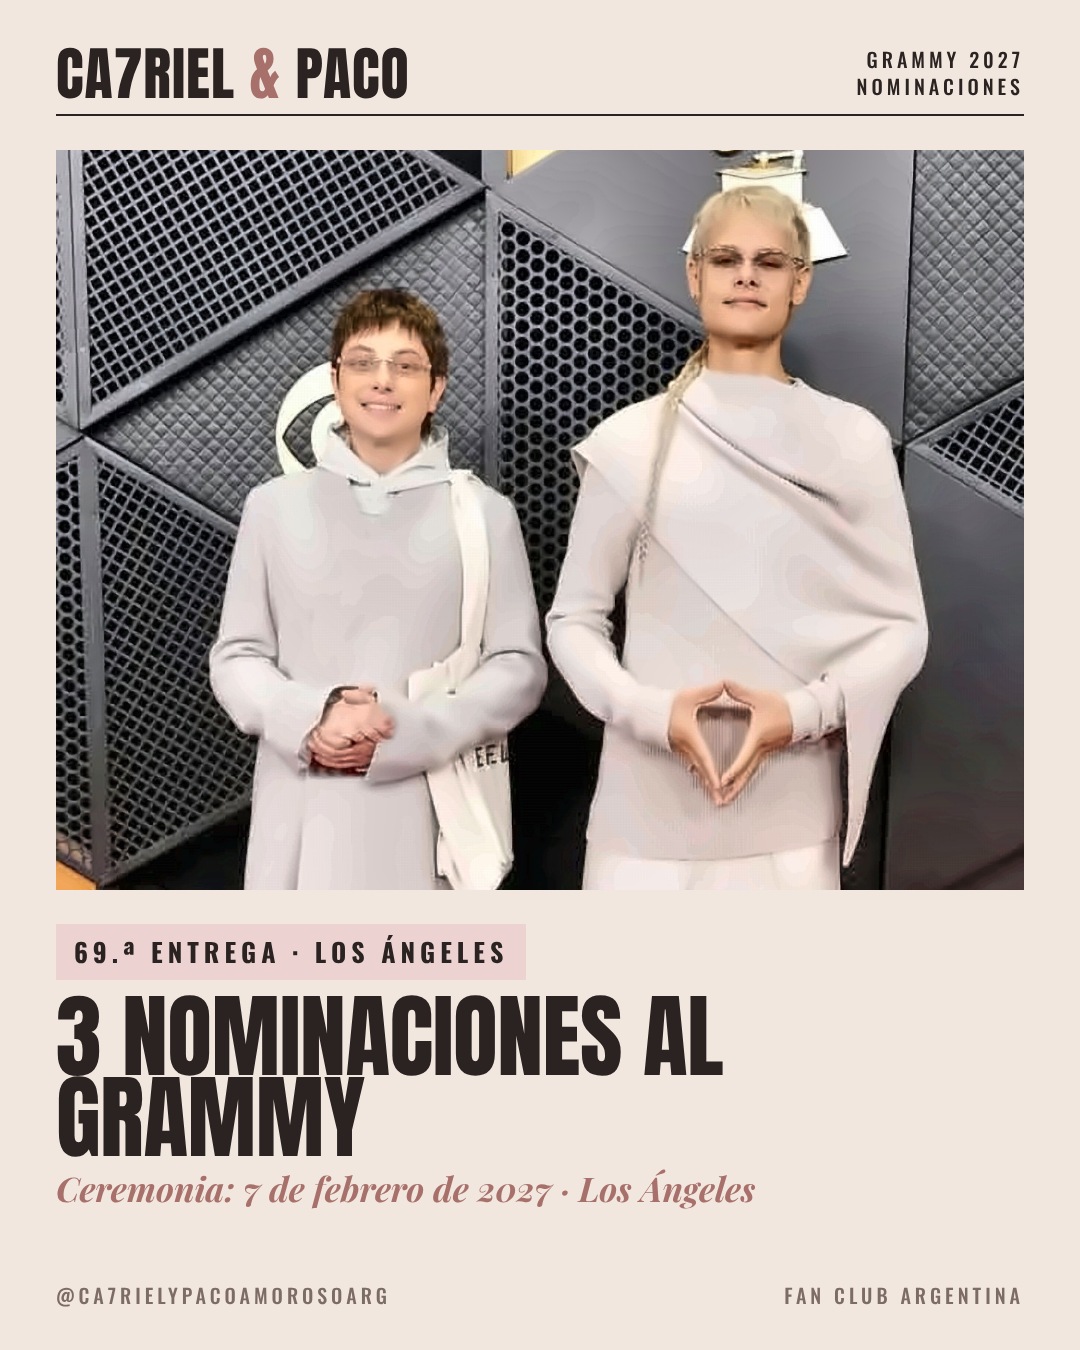 CA7RIEL & PACO
GRAMMY 2027
NOMINACIONES
69.ª ENTREGA · LOS ÁNGELES
3 NOMINACIONES AL
GRAMMY
Ceremonia: 7 de febrero de 2027 · Los Ángeles
@CA7RIELYPACOAMOROSOARG
FAN CLUB ARGENTINA